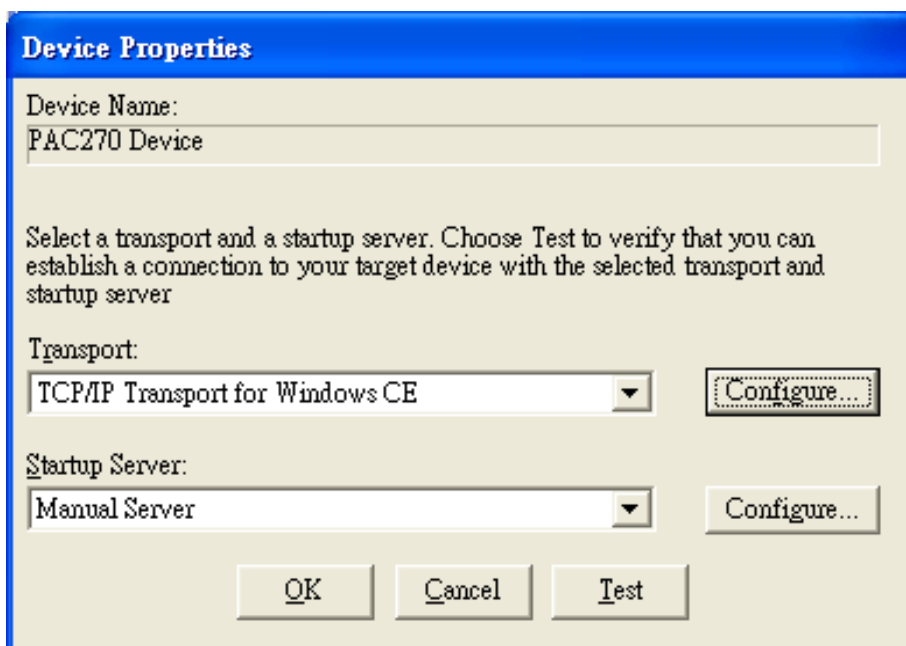 Device Properties
Device Name:
PAC270 Device
Select a transport and a startup server. Choose Test to verify that you can
establish a connection to your target device with the selected transport and
startup server
Transport:
TCP/IP Transport for Windows CE
Configure...
Startup Server:
Manual Server
Configure...
OK
Cancel
Test